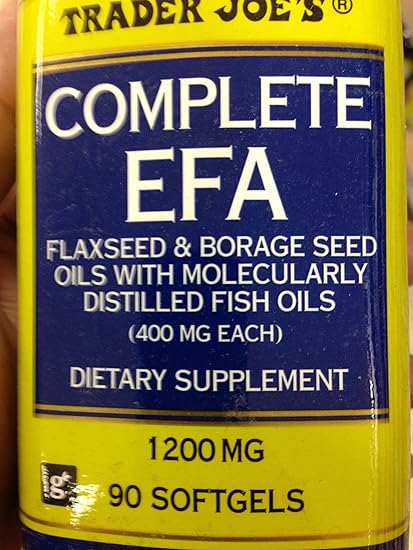 TRADER JOE'S®
COMPLETE
EFA
FLAXSEED & BORAGE SEED
OILS WITH MOLECULARLY
DISTILLED FISH OILS
(400 MG EACH)
DIETARY SUPPLEMENT
1200 MG
g
90 SOFTGELS